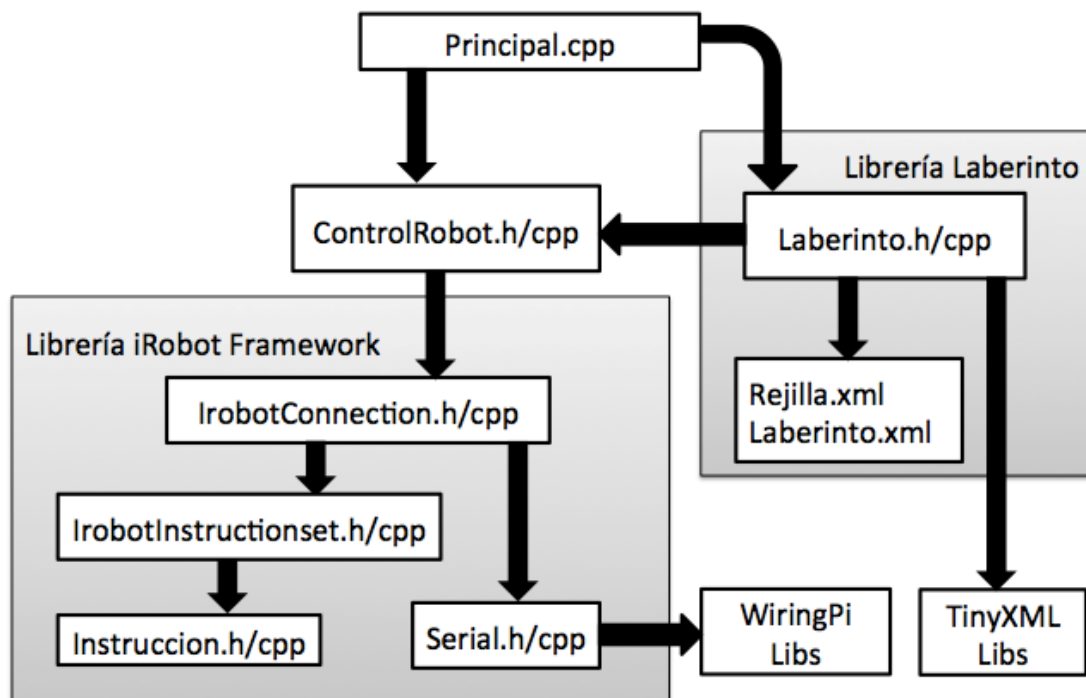 Principal.cpp
Librería Laberinto
ControlRobot.h/cpp
Laberinto.h/cpp
Librería iRobot Framework
IrobotConnection.h/cpp
Rejilla.xml
Laberinto.xml
IrobotInstructionset.h/cpp
Instruccion.h/cpp
Serial.h/cpp
WiringPi
Libs
TinyXML
Libs